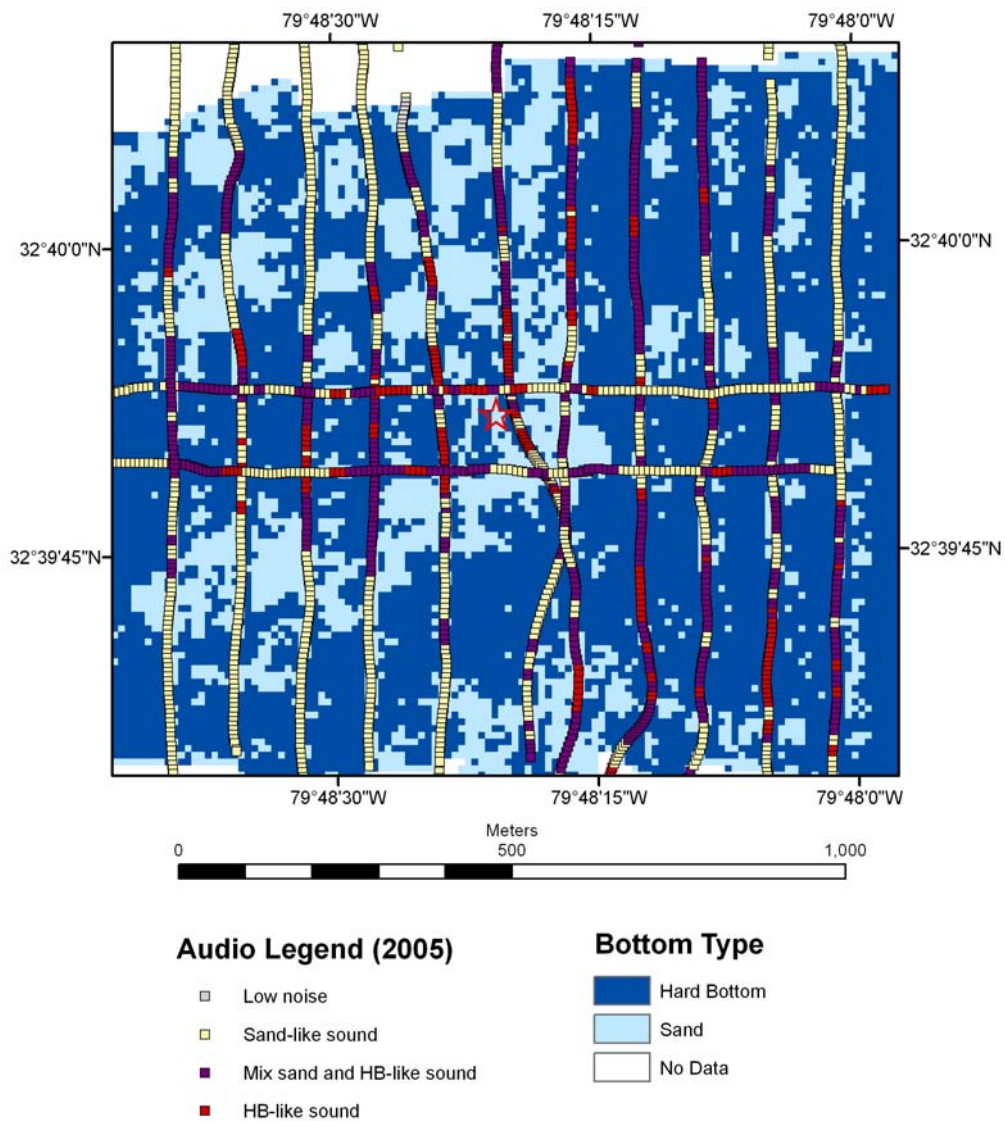 79°48'30"W 79°48'15"W 79°48'0"W
32°40'0"N 32°40'0"N
32°39'45"N 32°39'45"N
79°48'30"W 79°48'15"W 79°48'0"W
Meters
0 500 1,000
Audio Legend (2005)
Low noise
Sand-like sound
Mix sand and HB-like sound
HB-like sound
Bottom Type
Hard Bottom
Sand
No Data